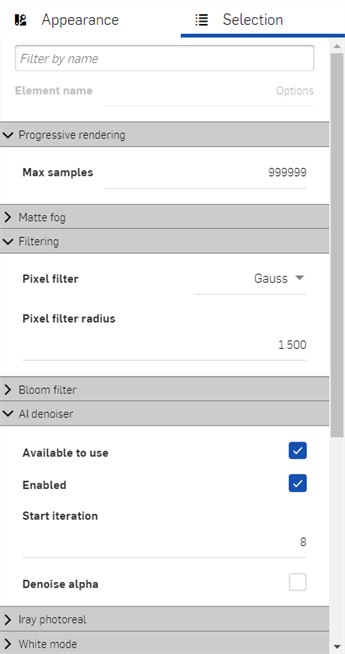 Appearance Selection
Filter by name
Element name Options
Progressive rendering
Max samples 999999
Matte fog
Filtering
Pixel filter Gauss
Pixel filter radius
1.500
Bloom filter
AI denoiser
Available to use
Enabled
Start iteration
8
Denoise alpha
Iray photoreal
White mode